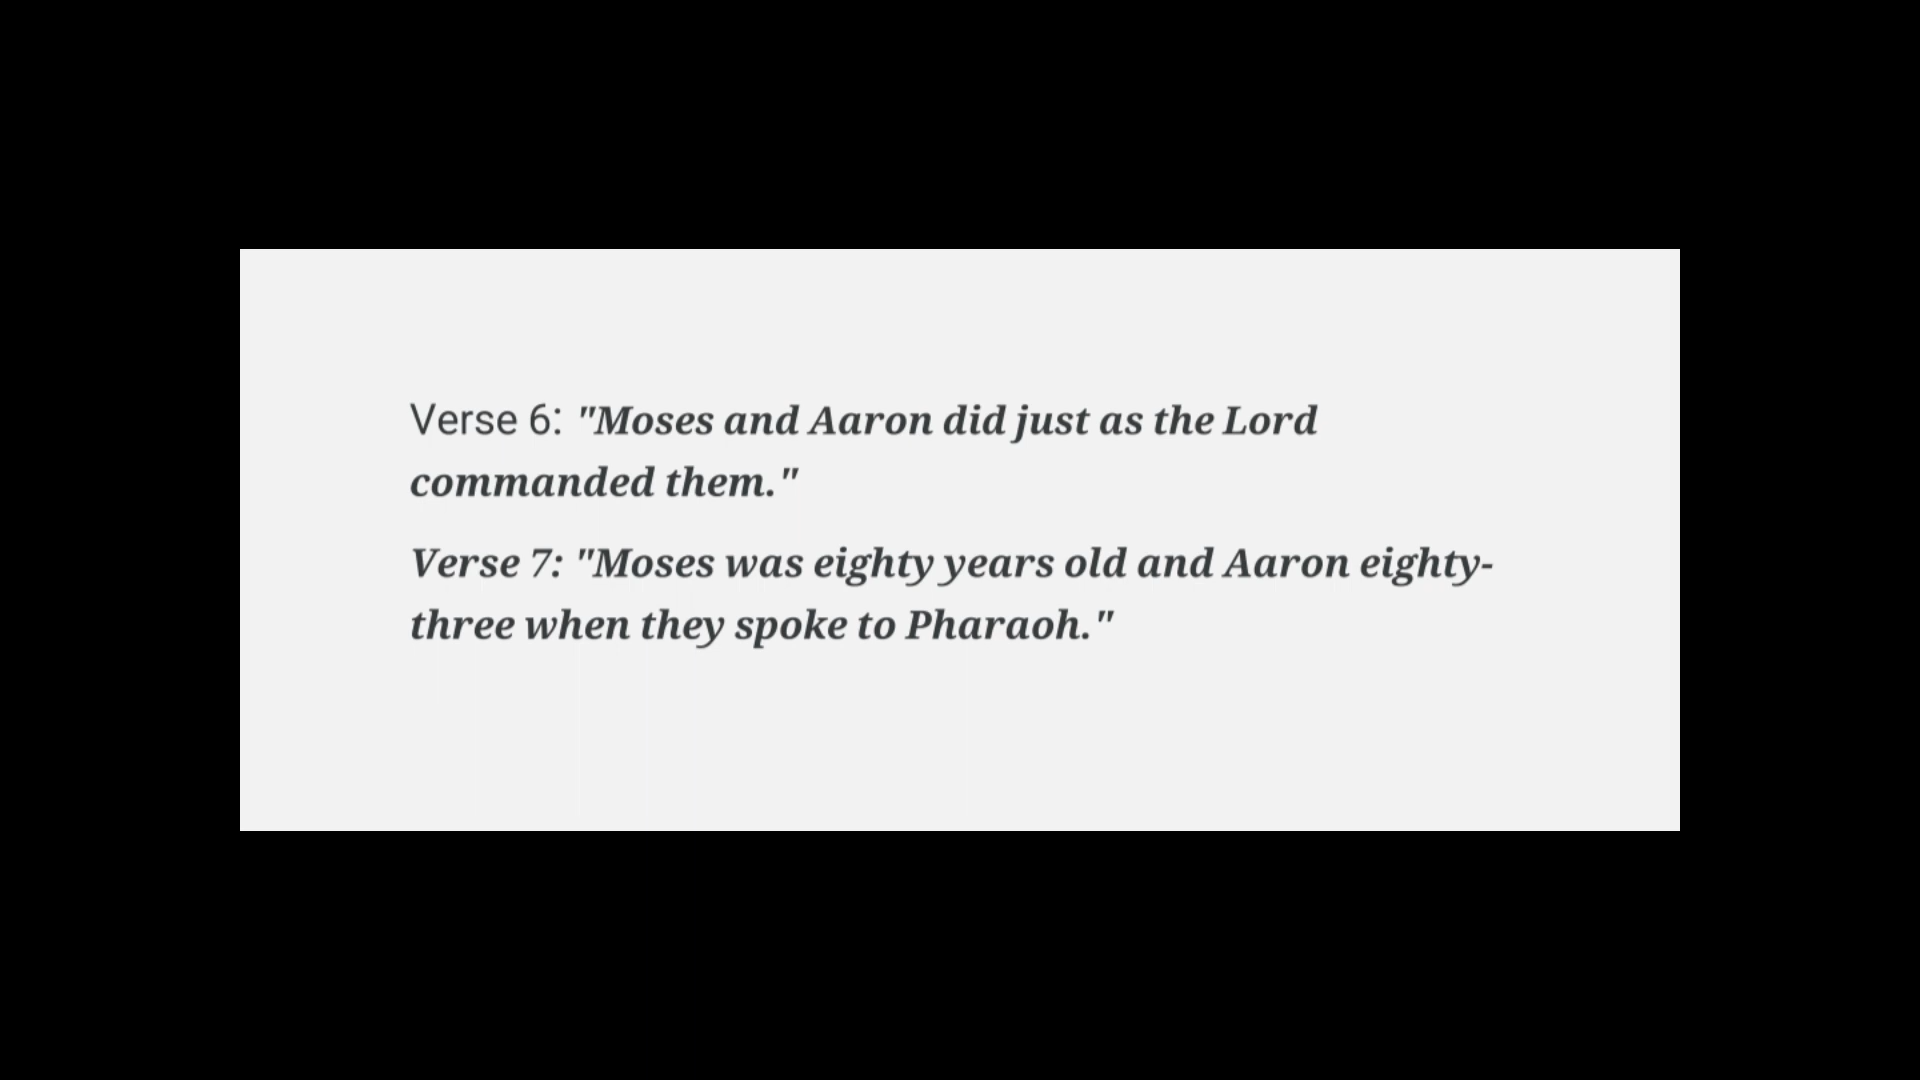 Verse 6: "Moses and Aaron did just as the Lord
commanded them."
Verse 7: "Moses was eighty years old and Aaron eighty-
three when they spoke to Pharaoh."